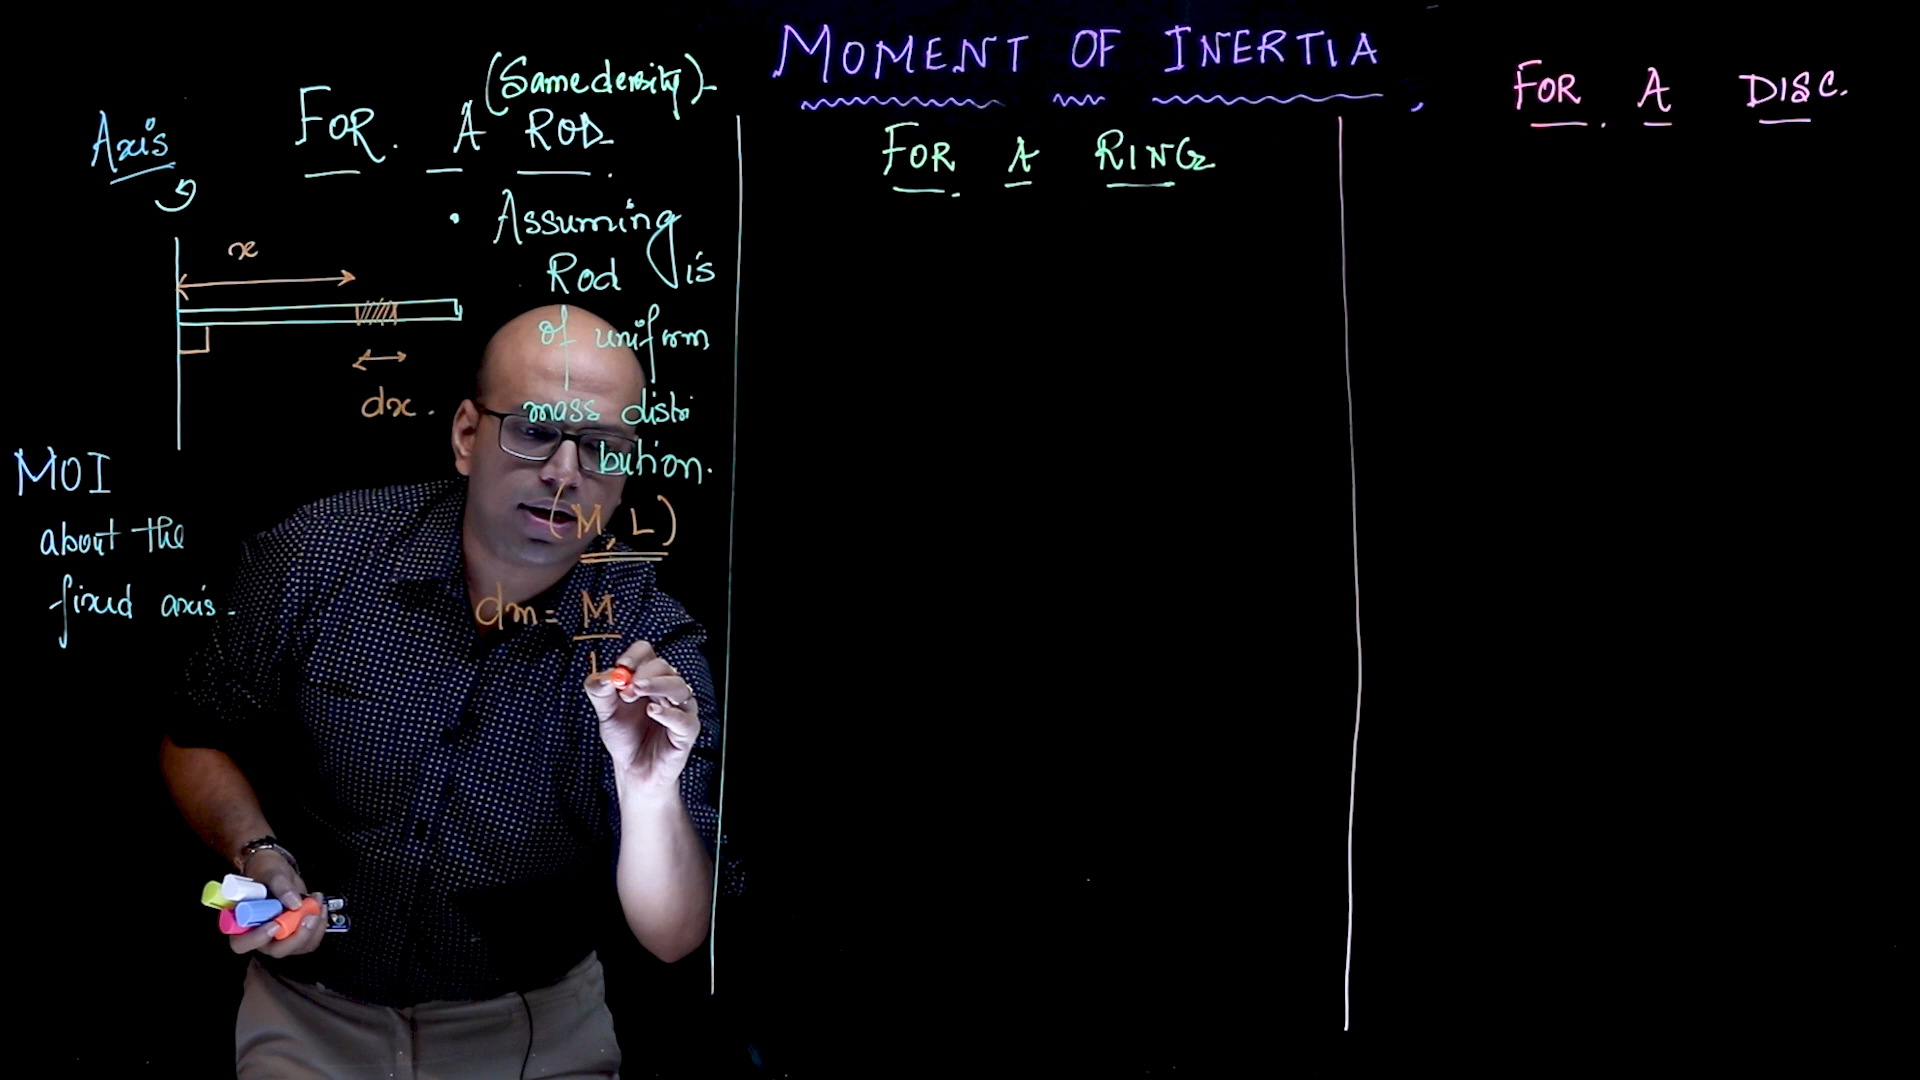 MOMENT OF INERTIA,
(Same density)
FOR. A ROD.
Axis
• Assuming
Rod is
of uniform
mass distri
bution.
x
dx.
MOI
about the
fixed axis.
(M, L)
dm = M
L
FOR A RING
FOR A DISC.